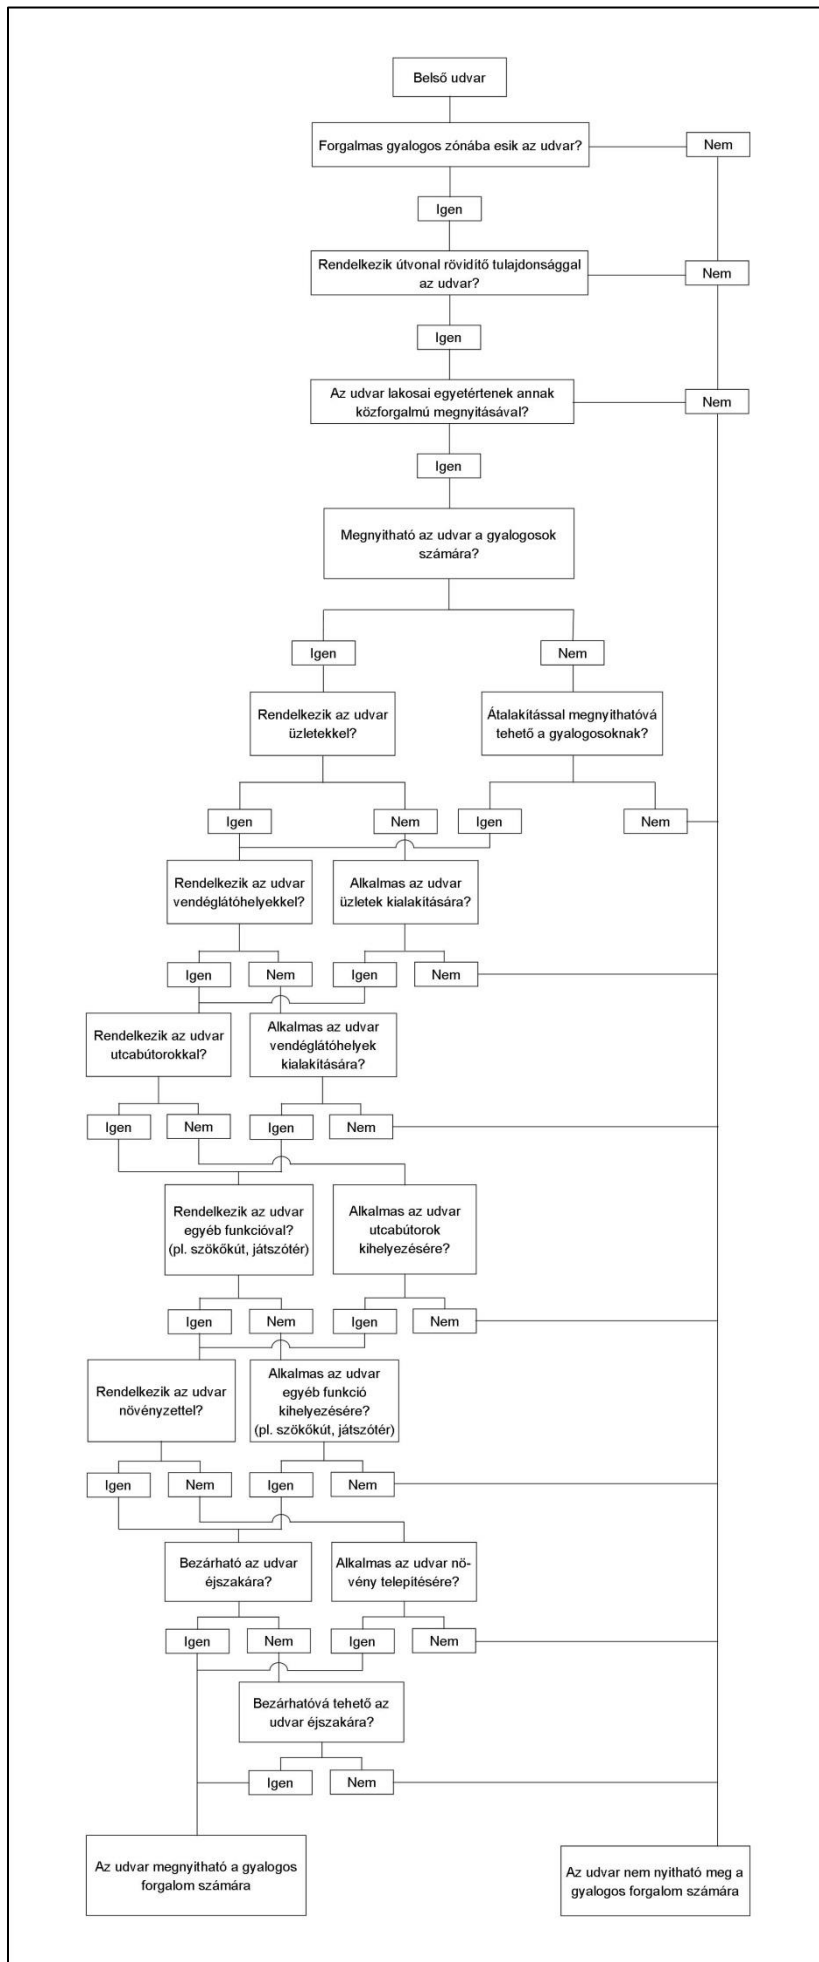 Belső udvar
Forgalmas gyalogos zónába esik az udvar?
Nem
Igen
Rendelkezik útvonal rövidítő tulajdonsággal
az udvar?
Nem
Igen
Az udvar lakosai egyetértenek annak
közforgalmú megnyitásával?
Nem
Igen
Megnyitható az udvar a gyalogosok
számára?
Igen
Nem
Rendelkezik az udvar
üzletekkel?
Átalakítással megnyithatóvá
tehető a gyalogosoknak?
Igen
Nem
Igen
Nem
Rendelkezik az udvar
vendéglátóhelyekkel?
Alkalmas az udvar
üzletek kialakítására?
Igen
Nem
Igen
Nem
Rendelkezik az udvar
utcabútorokkal?
Alkalmas az udvar
vendéglátóhelyek
kialakítására?
Igen
Nem
Igen
Nem
Rendelkezik az udvar
egyéb funkcióval?
(pl. szökőkút, játszótér)
Alkalmas az udvar
utcabútorok
kihelyezésére?
Igen
Nem
Igen
Nem
Rendelkezik az udvar
növényzettel?
Alkalmas az udvar
egyéb funkció
kihelyezésére?
(pl. szökőkút, játszótér)
Igen
Nem
Igen
Nem
Bezárható az udvar
éjszakára?
Alkalmas az udvar nö-
vény telepítésére?
Igen
Nem
Igen
Nem
Bezárhatóvá tehető az
udvar éjszakára?
Igen
Nem
Az udvar megnyitható a gyalogos
forgalom számára
Az udvar nem nyitható meg a
gyalogos forgalom számára